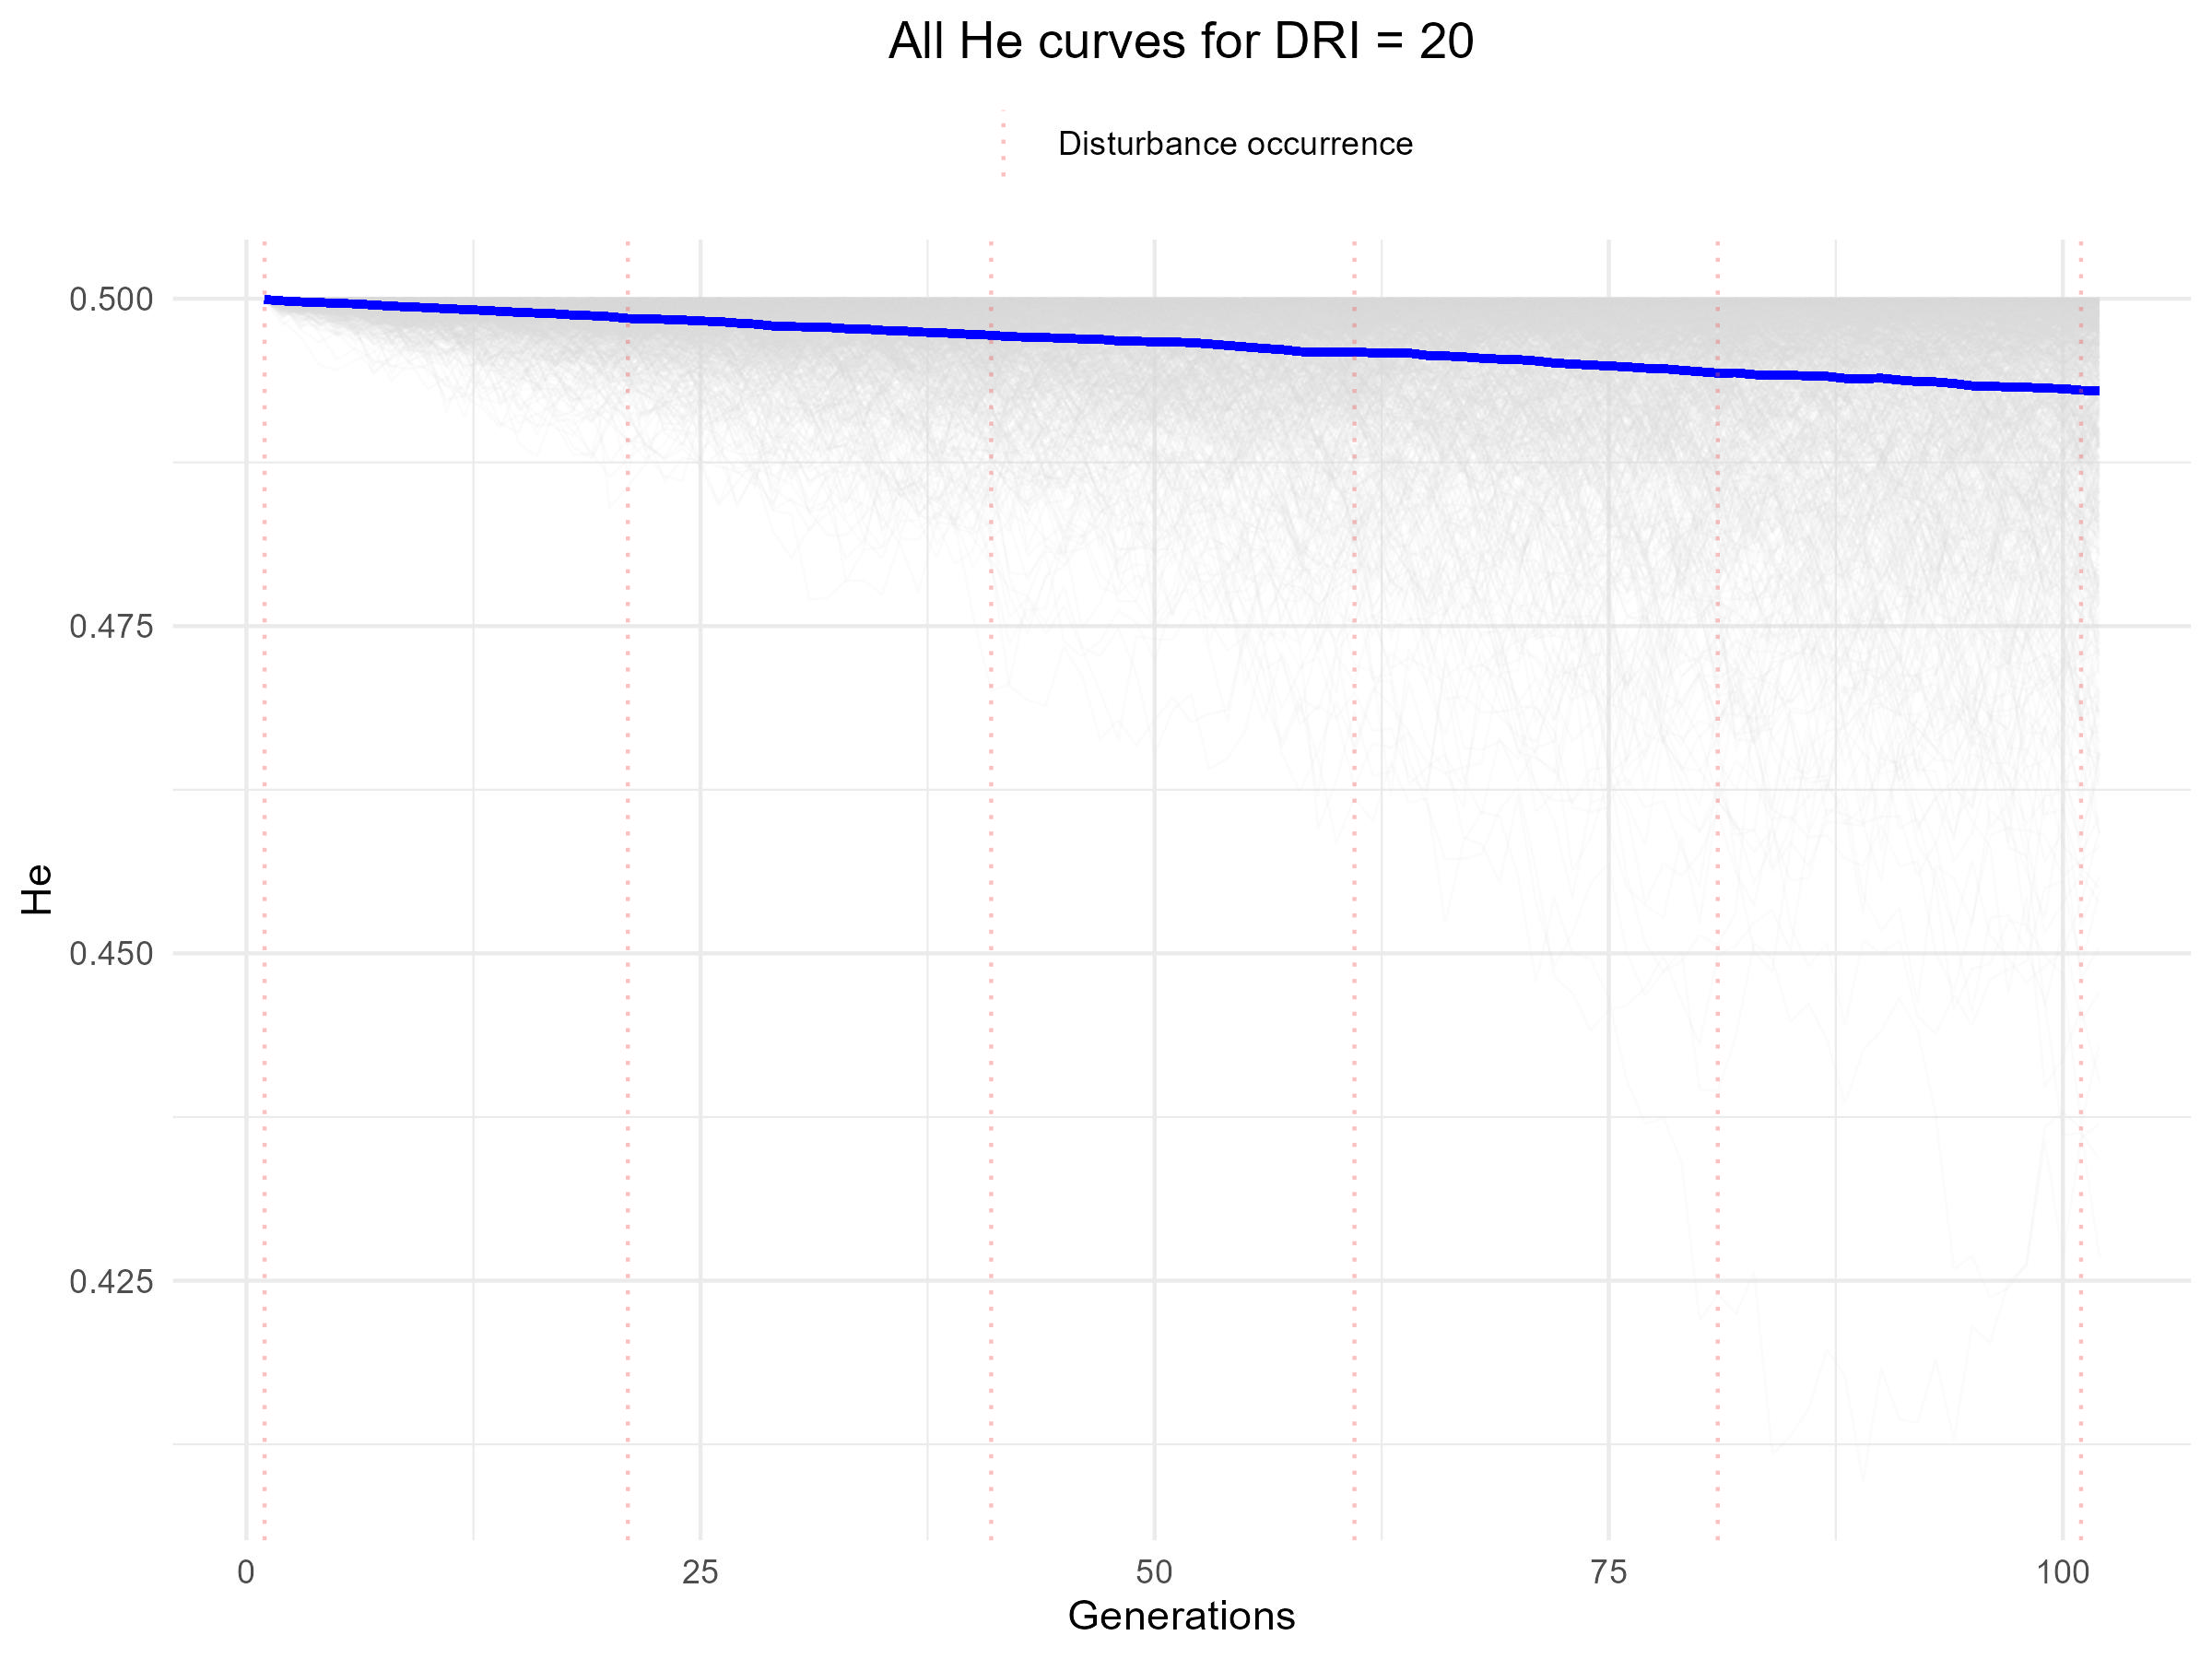 All He curves for DRI = 20
Disturbance occurrence
0.500
0.475
0.450
0.425
He
0 25 50 75 100
Generations